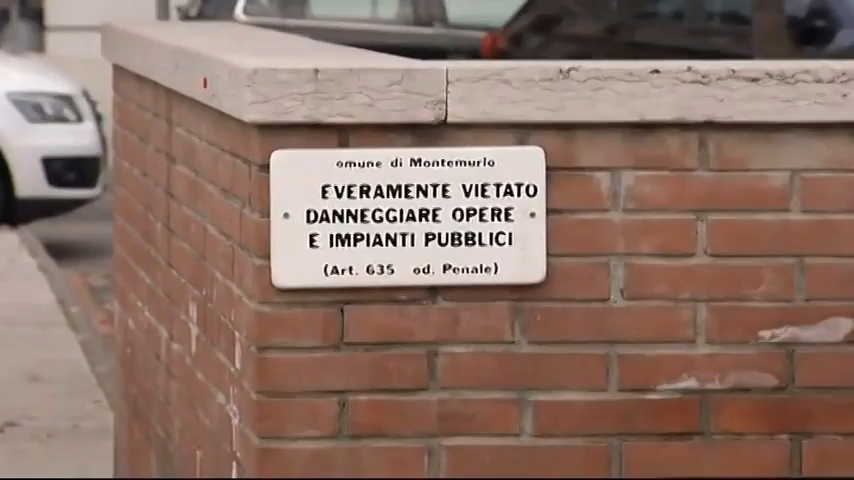 omune di Montemurlo
EVERAMENTE VIETATO
DANNEGGIARE OPERE
E IMPIANTI PUBBLICI
(Art. 635 od. Penale)